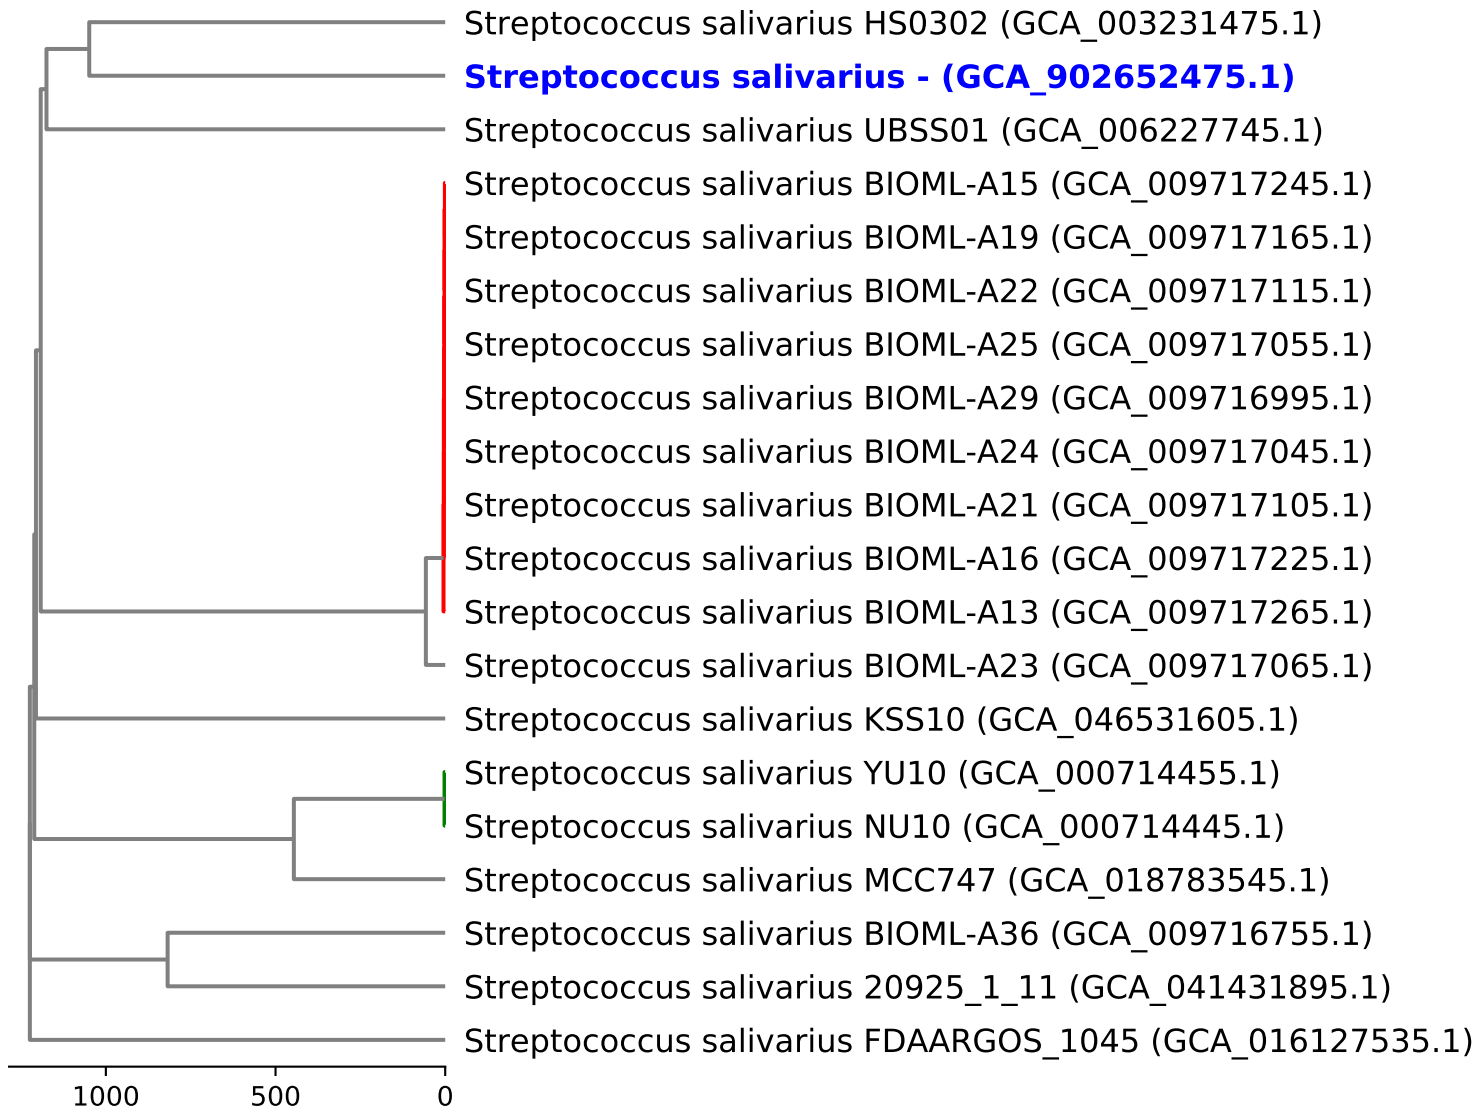 Streptococcus salivarius HS0302 (GCA_003231475.1)
Streptococcus salivarius - (GCA_902652475.1)
Streptococcus salivarius UBSS01 (GCA_006227745.1)
Streptococcus salivarius BIOML-A15 (GCA_009717245.1)
Streptococcus salivarius BIOML-A19 (GCA_009717165.1)
Streptococcus salivarius BIOML-A22 (GCA_009717115.1)
Streptococcus salivarius BIOML-A25 (GCA_009717055.1)
Streptococcus salivarius BIOML-A29 (GCA_009716995.1)
Streptococcus salivarius BIOML-A24 (GCA_009717045.1)
Streptococcus salivarius BIOML-A21 (GCA_009717105.1)
Streptococcus salivarius BIOML-A16 (GCA_009717225.1)
Streptococcus salivarius BIOML-A13 (GCA_009717265.1)
Streptococcus salivarius BIOML-A23 (GCA_009717065.1)
Streptococcus salivarius KSS10 (GCA_046531605.1)
Streptococcus salivarius YU10 (GCA_000714455.1)
Streptococcus salivarius NU10 (GCA_000714445.1)
Streptococcus salivarius MCC747 (GCA_018783545.1)
Streptococcus salivarius BIOML-A36 (GCA_009716755.1)
Streptococcus salivarius 20925_1_11 (GCA_041431895.1)
Streptococcus salivarius FDAARGOS_1045 (GCA_016127535.1)
1000 500 0